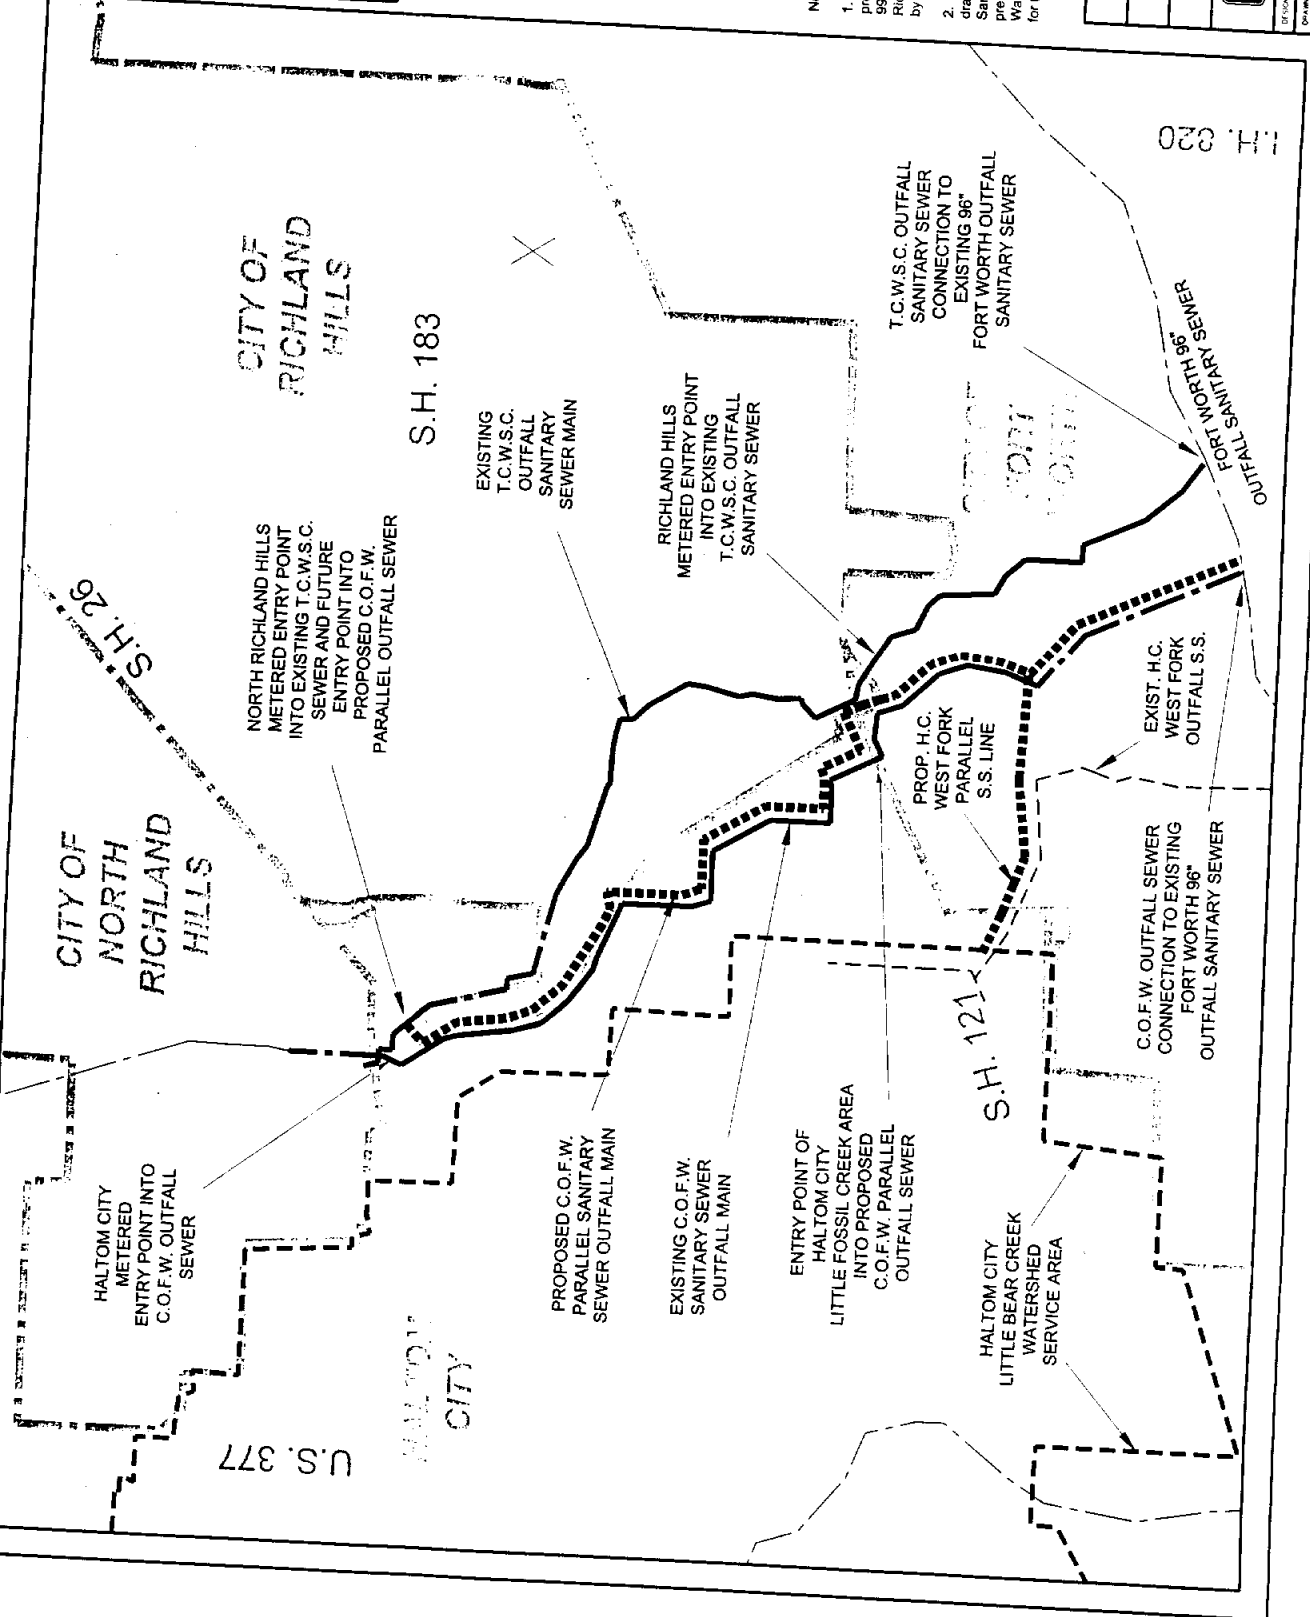 CITY OF
NORTH
RICHLAND
HILLS
CITY OF
RICHLAND
HILLS
S.H. 26
S.H. 183
I.H. 820
U.S. 377
S.H. 121
CITY
NORTH RICHLAND HILLS
METERED ENTRY POINT
INTO EXISTING T.C.W.S.C.
SEWER AND FUTURE
ENTRY POINT INTO
PROPOSED C.O.F.W.
PARALLEL OUTFALL SEWER
EXISTING
T.C.W.S.C.
OUTFALL
SANITARY
SEWER MAIN
RICHLAND HILLS
METERED ENTRY POINT
INTO EXISTING
T.C.W.S.C. OUTFALL
SANITARY SEWER
T.C.W.S.C. OUTFALL
SANITARY SEWER
CONNECTION TO
EXISTING 96"
FORT WORTH OUTFALL
SANITARY SEWER
FORT WORTH 96"
OUTFALL SANITARY SEWER
HALTOM CITY
METERED
ENTRY POINT INTO
C.O.F.W. OUTFALL
SEWER
PROPOSED C.O.F.W.
PARALLEL SANITARY
SEWER OUTFALL MAIN
EXISTING C.O.F.W.
SANITARY SEWER
OUTFALL MAIN
ENTRY POINT OF
HALTOM CITY
LITTLE FOSSIL CREEK AREA
INTO PROPOSED
C.O.F.W. PARALLEL
OUTFALL SEWER
PROP. H.C.
WEST FORK
PARALLEL
S.S. LINE
EXIST. H.C.
WEST FORK
OUTFALL S.S.
C.O.F.W. OUTFALL SEWER
CONNECTION TO EXISTING
FORT WORTH 96"
OUTFALL SANITARY SEWER
HALTOM CITY
LITTLE BEAR CREEK
WATERSHED
SERVICE AREA
1.
by
2.